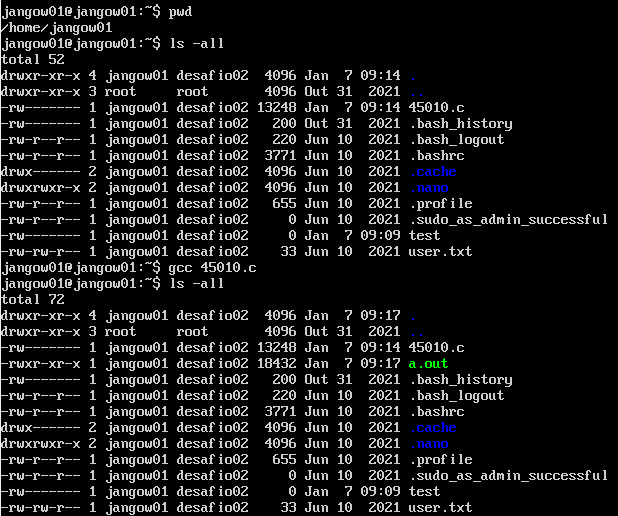 jangow01@jangow01:~$ pwd
/home/jangow01
jangow01@jangow01:~$ ls -all
total 52
drwxr-xr-x 4 jangow01 desafio02  4096 Jan  7 09:14 .
drwxr-xr-x 3 root     root       4096 Out 31  2021 ..
-rw------- 1 jangow01 desafio02 13248 Jan  7 09:14 45010.c
-rw------- 1 jangow01 desafio02   200 Out 31  2021 .bash_history
-rw-r--r-- 1 jangow01 desafio02   220 Jun 10  2021 .bash_logout
-rw-r--r-- 1 jangow01 desafio02  3771 Jun 10  2021 .bashrc
drwx------ 2 jangow01 desafio02  4096 Jun 10  2021 .cache
drwxrwxr-x 2 jangow01 desafio02  4096 Jun 10  2021 .nano
-rw-r--r-- 1 jangow01 desafio02   655 Jun 10  2021 .profile
-rw-r--r-- 1 jangow01 desafio02     0 Jun 10  2021 .sudo_as_admin_successful
-rw------- 1 jangow01 desafio02     0 Jan  7 09:09 test
-rw-rw-r-- 1 jangow01 desafio02    33 Jun 10  2021 user.txt
jangow01@jangow01:~$ gcc 45010.c
jangow01@jangow01:~$ ls -all
total 72
drwxr-xr-x 4 jangow01 desafio02  4096 Jan  7 09:17 .
drwxr-xr-x 3 root     root       4096 Out 31  2021 ..
-rw------- 1 jangow01 desafio02 13248 Jan  7 09:14 45010.c
-rwxr-xr-x 1 jangow01 desafio02 18432 Jan  7 09:17 a.out
-rw------- 1 jangow01 desafio02   200 Out 31  2021 .bash_history
-rw-r--r-- 1 jangow01 desafio02   220 Jun 10  2021 .bash_logout
-rw-r--r-- 1 jangow01 desafio02  3771 Jun 10  2021 .bashrc
drwx------ 2 jangow01 desafio02  4096 Jun 10  2021 .cache
drwxrwxr-x 2 jangow01 desafio02  4096 Jun 10  2021 .nano
-rw-r--r-- 1 jangow01 desafio02   655 Jun 10  2021 .profile
-rw-r--r-- 1 jangow01 desafio02     0 Jun 10  2021 .sudo_as_admin_successful
-rw------- 1 jangow01 desafio02     0 Jan  7 09:09 test
-rw-rw-r-- 1 jangow01 desafio02    33 Jun 10  2021 user.txt